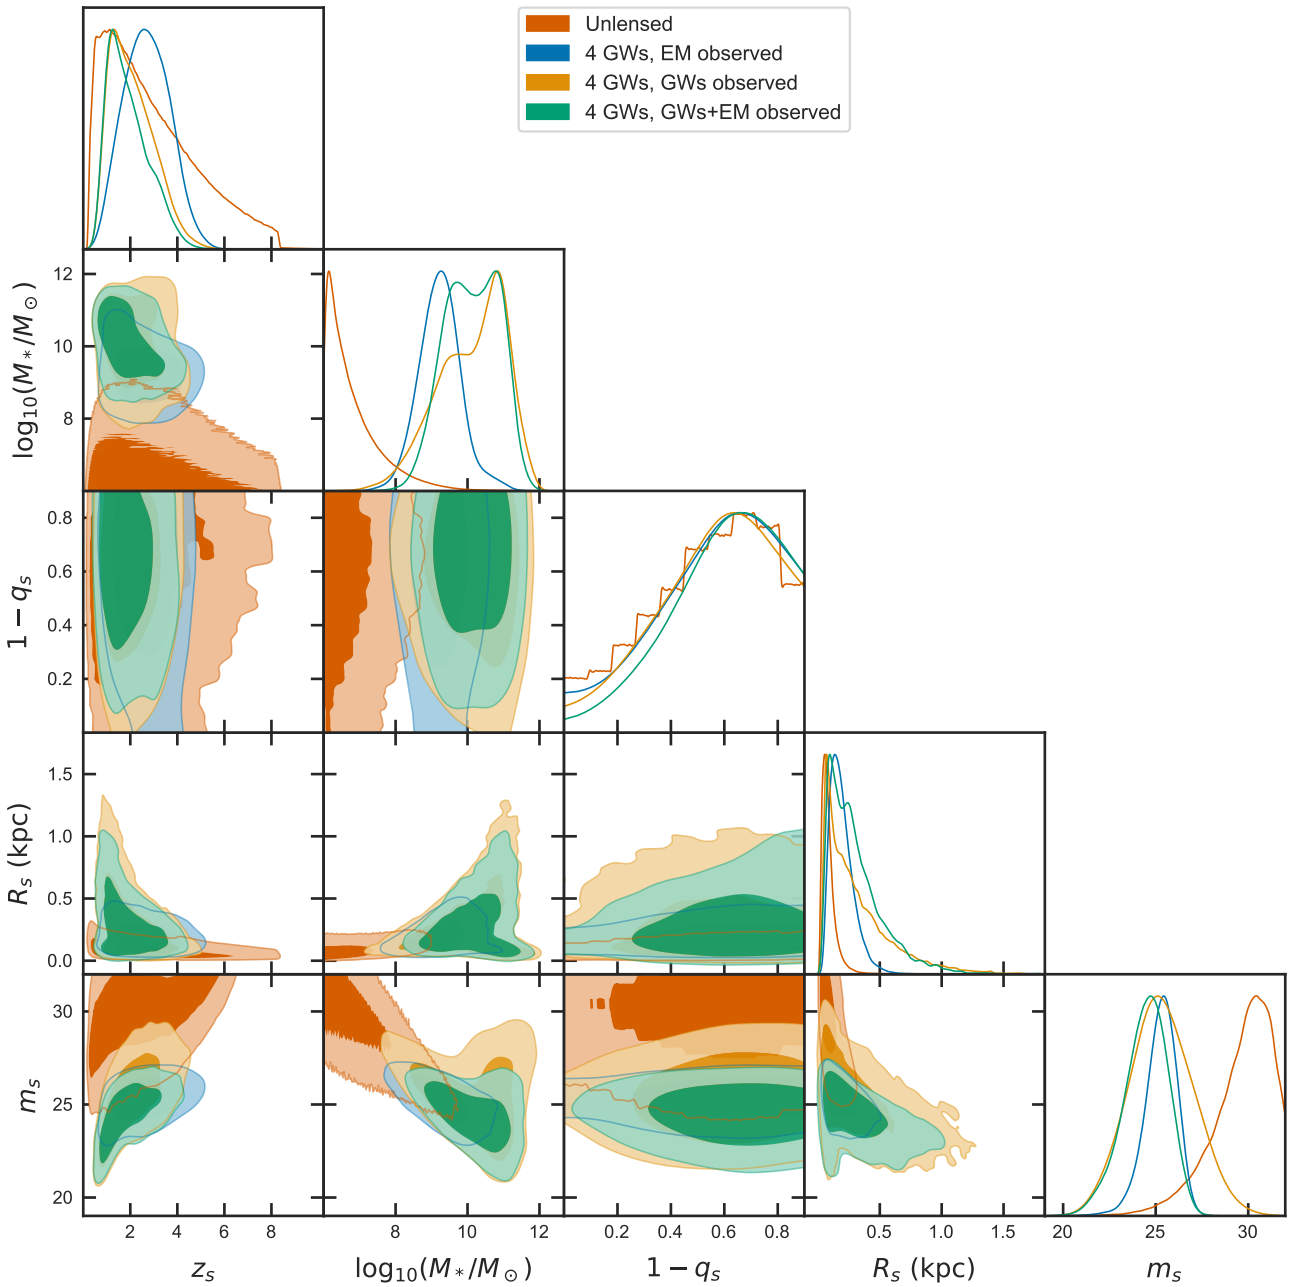 Unlensed
4 GWs, EM observed
4 GWs, GWs observed
4 GWs, GWs+EM observed
12
10
8
log₁₀(M∗/M⊙)
0.8
0.6
0.4
0.2
1 − qₛ
1.5
1.0
0.5
0.0
Rₛ (kpc)
30
25
20
mₛ
2 4 6 8
8 10 12
0.2 0.4 0.6 0.8
0.5 1.0 1.5
20 25 30
zₛ
log₁₀(M∗/M⊙)
1 − qₛ
Rₛ (kpc)
mₛ